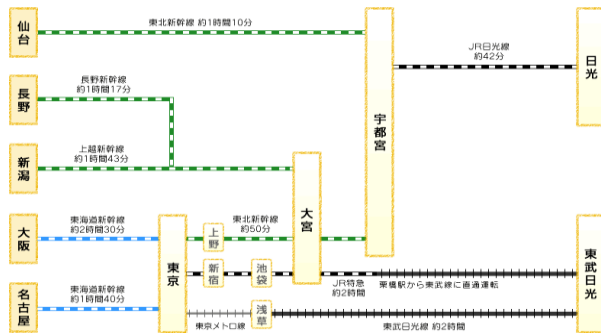 仙台
東北新幹線 約1時間10分
JR日光線
約42分
日光
長野新幹線
約1時間17分
長野
宇都宮
上越新幹線
約1時間43分
新潟
大宮
東海道新幹線
約2時間30分
大阪
東京
上野
東北新幹線
約50分
新宿
池袋
JR特急
約2時間
栗橋駅から東武線に直通運転
東武日光
東海道新幹線
約1時間40分
名古屋
東京メトロ線
浅草
東武日光線 約2時間